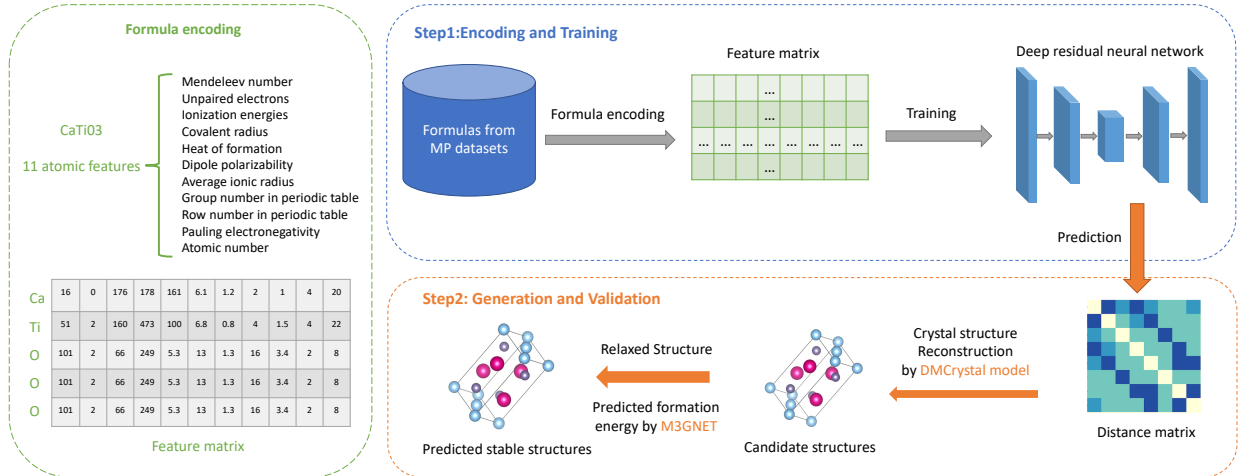 Formula encoding
CaTi03
11 atomic features
Mendeleev number
Unpaired electrons
Ionization energies
Covalent radius
Heat of formation
Dipole polarizability
Average ionic radius
Group number in periodic table
Row number in periodic table
Pauling electronegativity
Atomic number
Ca 16 0 176 178 161 6.1 1.2 2 1 4 20
Ti 51 2 160 473 100 6.8 0.8 4 1.5 4 22
O 101 2 66 249 5.3 13 1.3 16 3.4 2 8
O 101 2 66 249 5.3 13 1.3 16 3.4 2 8
O 101 2 66 249 5.3 13 1.3 16 3.4 2 8
Feature matrix
Step1:Encoding and Training
Formulas from
MP datasets
Formula encoding
Feature matrix
...
...
... ... ... ... ... ... ... ...
...
Training
Deep residual neural network
Prediction
Step2: Generation and Validation
Distance matrix
Crystal structure
Reconstruction
by DMCrystal model
Candidate structures
Relaxed Structure
Predicted formation
energy by M3GNET
Predicted stable structures